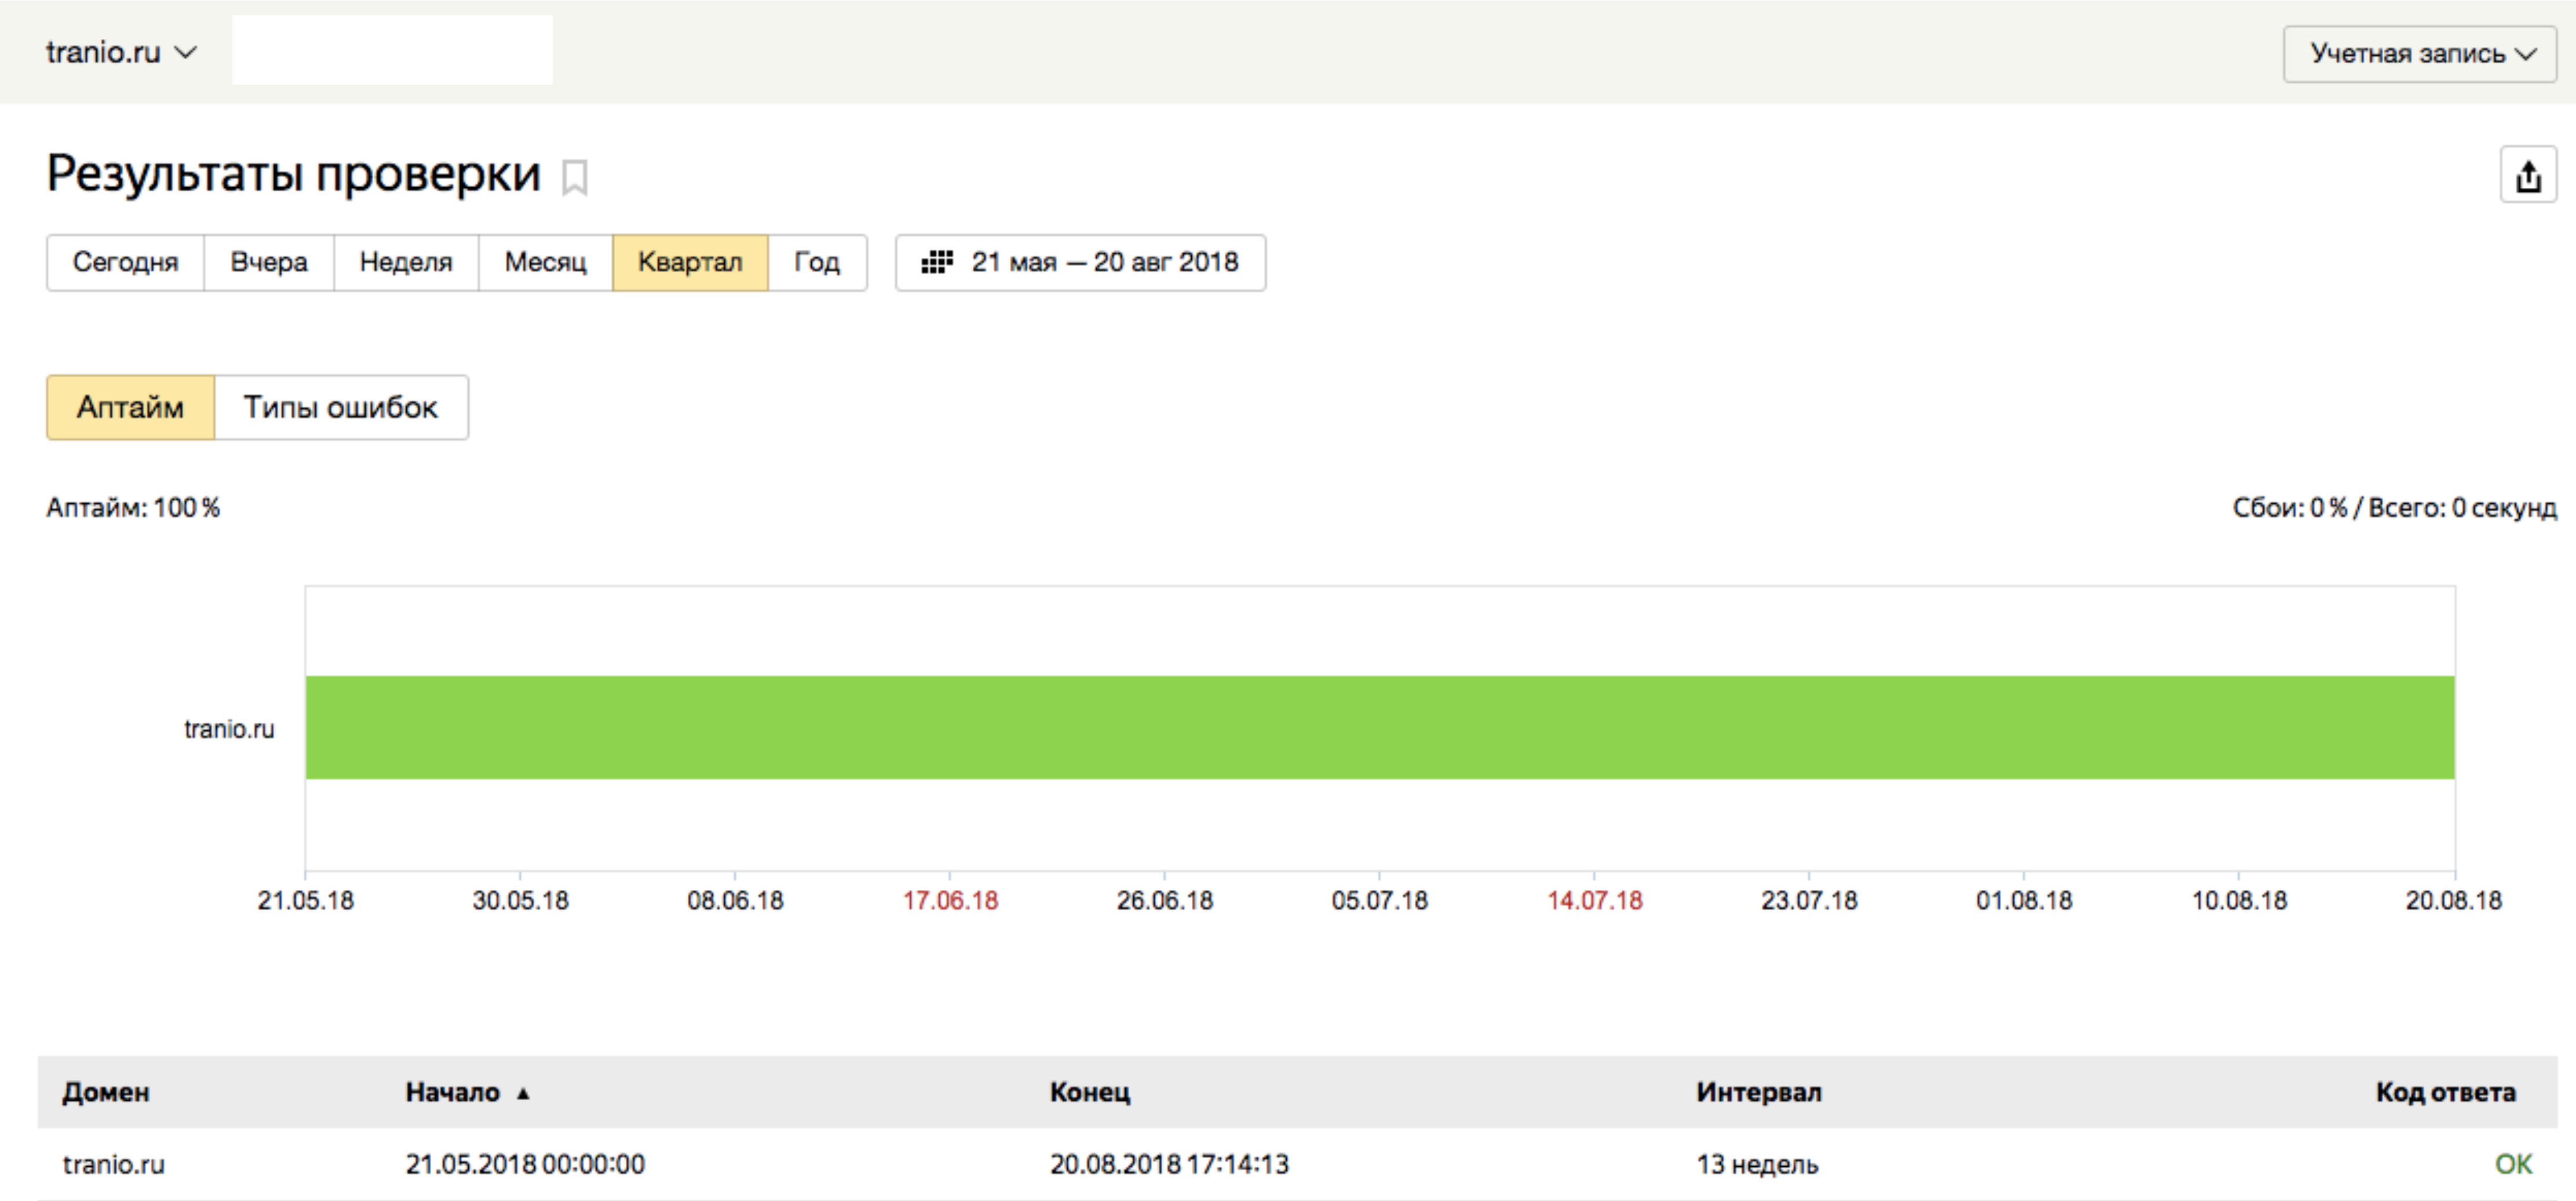 tranio.ru
Учетная запись
Результаты проверки
Сегодня Вчера Неделя Месяц Квартал Год 21 мая — 20 авг 2018
Аптайм Типы ошибок
Аптайм: 100 % Сбои: 0 % / Всего: 0 секунд
tranio.ru
21.05.18 30.05.18 08.06.18 17.06.18 26.06.18 05.07.18 14.07.18 23.07.18 01.08.18 10.08.18 20.08.18
Домен Начало ▲ Конец Интервал Код ответа
tranio.ru 21.05.2018 00:00:00 20.08.2018 17:14:13 13 недель ОК